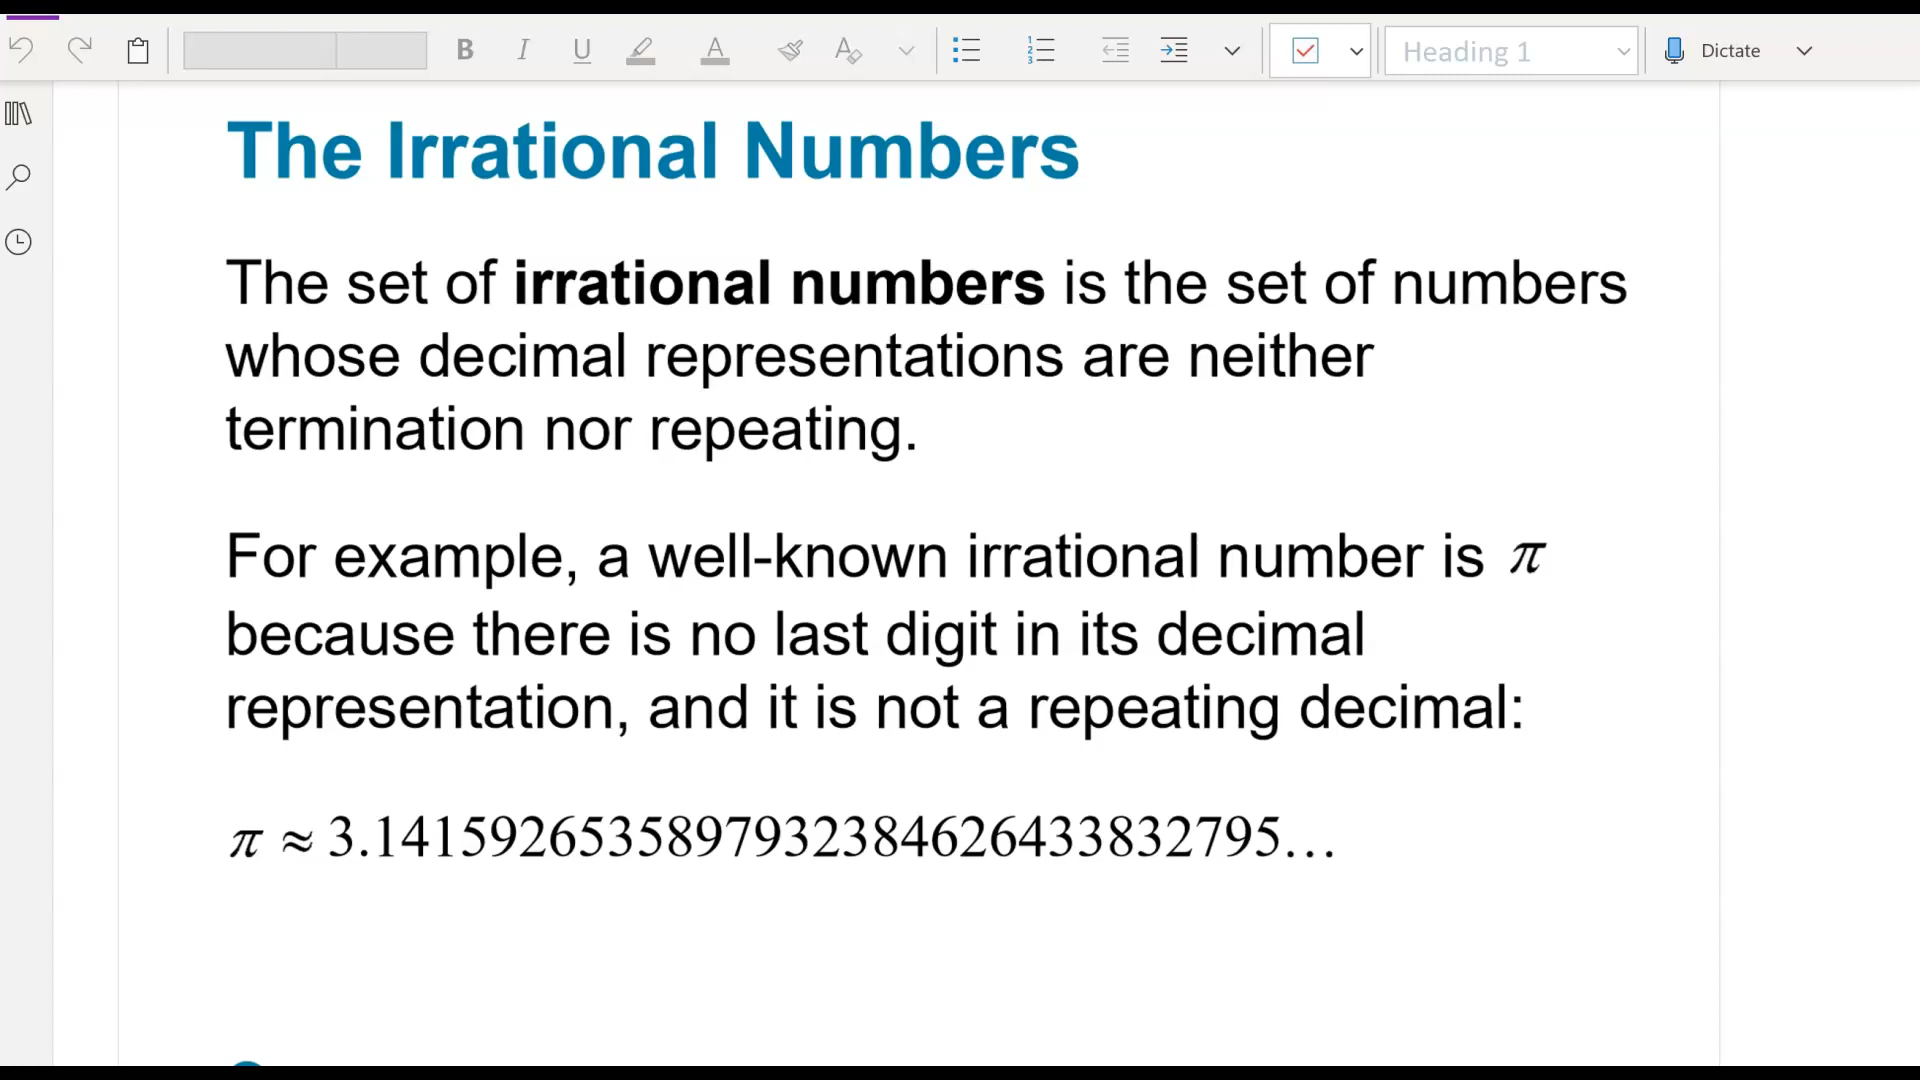 B I U A A Heading 1 Dictate
The Irrational Numbers
The set of irrational numbers is the set of numbers
whose decimal representations are neither
termination nor repeating.
For example, a well-known irrational number is π
because there is no last digit in its decimal
representation, and it is not a repeating decimal:
π ≈ 3.1415926535897932384626433832795…